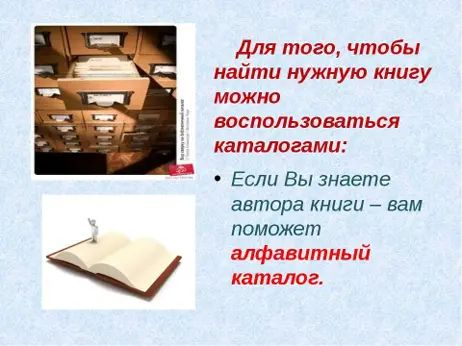 Для того, чтобы
найти нужную книгу
можно
воспользоваться
каталогами:
• Если Вы знаете
автора книги – вам
поможет
алфавитный
каталог.